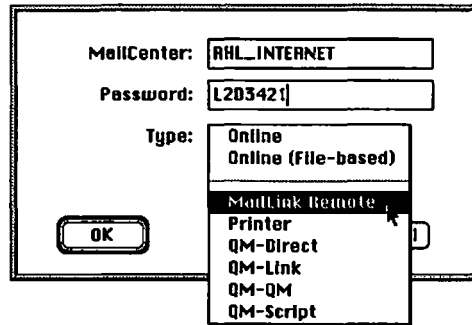 MailCenter: RHL_INTERNET
Password: L2D3421
Type: Online
Online (File-based)
MailLink Remote
Printer
OK
QM-Direct
QM-Link
QM-QM
QM-Script